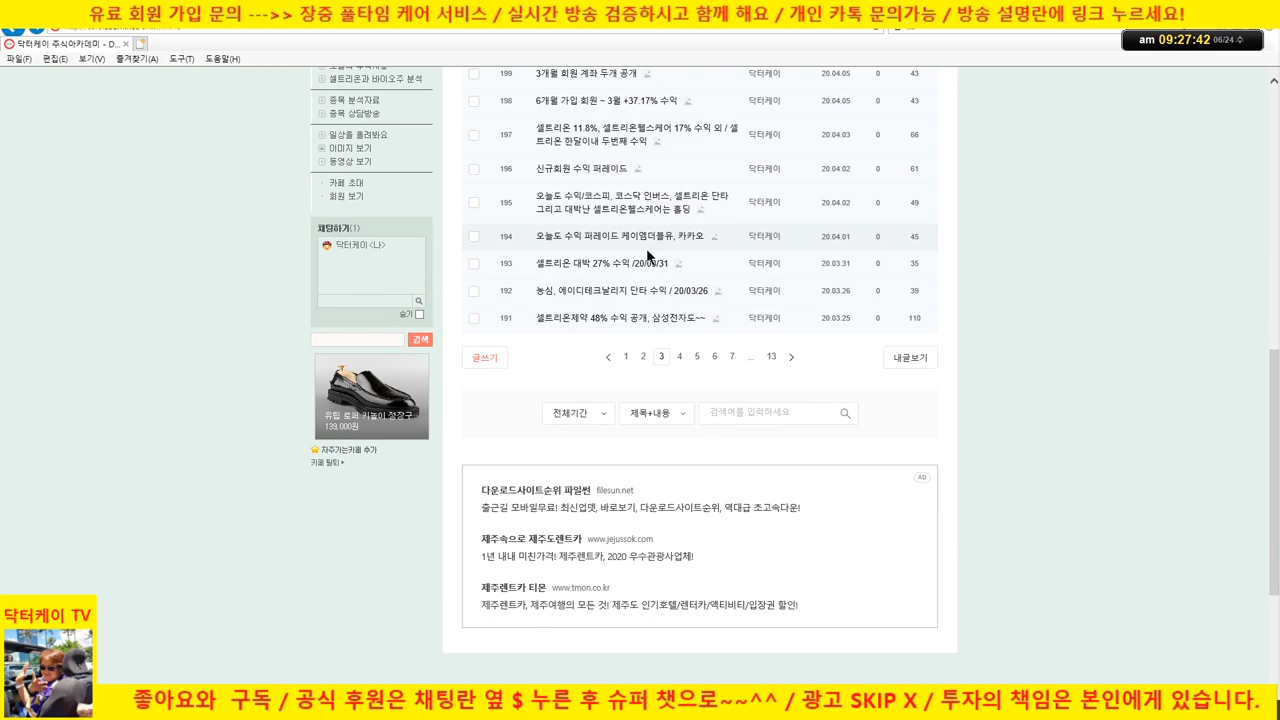 유료 회원 가입 문의 --->> 장중 풀타임 케어 서비스 / 실시간 방송 검증하시고 함께 해요 / 개인 카톡 문의가능 / 방송 설명란에 링크 누르세요!
닥터케이 주식아카데미 - D... ×
am 09:27:42 06/24 수
파일(F) 편집(E) 보기(V) 즐겨찾기(A) 도구(T) 도움말(H)
셀트리온과 바이오주 분석
종목 분석자료
종목 상담방송
일상을 올려봐요
이미지 보기
동영상 보기
카페 초대
회원 보기
채팅하기(1)
닥터케이<나>
숨기기
검색
유팁 로퍼 키높이 정장구··
139,000원
자주가는카페 추가
카페 탈퇴
199 3개월 회원 계좌 두개 공개 닥터케이 20.04.05 0 43
198 6개월 가입 회원 ~ 3월 +37.17% 수익 닥터케이 20.04.05 0 43
197 셀트리온 11.8%, 셀트리온헬스케어 17% 수익 외 / 셀
트리온 한달이내 두번째 수익 닥터케이 20.04.03 0 66
196 신규회원 수익 퍼레이드 닥터케이 20.04.02 0 61
195 오늘도 수익/코스피, 코스닥 인버스, 셀트리온 단타
그리고 대박난 셀트리온헬스케어는 홀딩 닥터케이 20.04.02 0 49
194 오늘도 수익 퍼레이드 케이엠더블유, 카카오 닥터케이 20.04.01 0 45
193 셀트리온 대박 27% 수익 /20/03/31 닥터케이 20.03.31 0 35
192 농심, 에이디테크날리지 단타 수익 / 20/03/26 닥터케이 20.03.26 0 39
191 셀트리온제약 48% 수익 공개, 삼성전자도~~ 닥터케이 20.03.25 0 110
글쓰기
< 1 2 3 4 5 6 7 ... 13 >
내글보기
전체기간 제목+내용 검색어를 입력하세요
AD
다운로드사이트순위 파일썬 filesun.net
출근길 모바일무료! 최신업뎃, 바로보기, 다운로드사이트순위, 역대급 초고속다운!
제주속으로 제주도렌트카 www.jejussok.com
1년 내내 미친가격! 제주렌트카, 2020 우수관광사업체!
제주렌트카 티몬 www.tmon.co.kr
제주렌트카, 제주여행의 모든 것! 제주도 인기호텔/렌터카/액티비티/입장권 할인!
닥터케이 TV
좋아요와 구독 / 공식 후원은 채팅란 옆 $ 누른 후 슈퍼 챗으로~~^^ / 광고 SKIP X / 투자의 책임은 본인에게 있습니다.